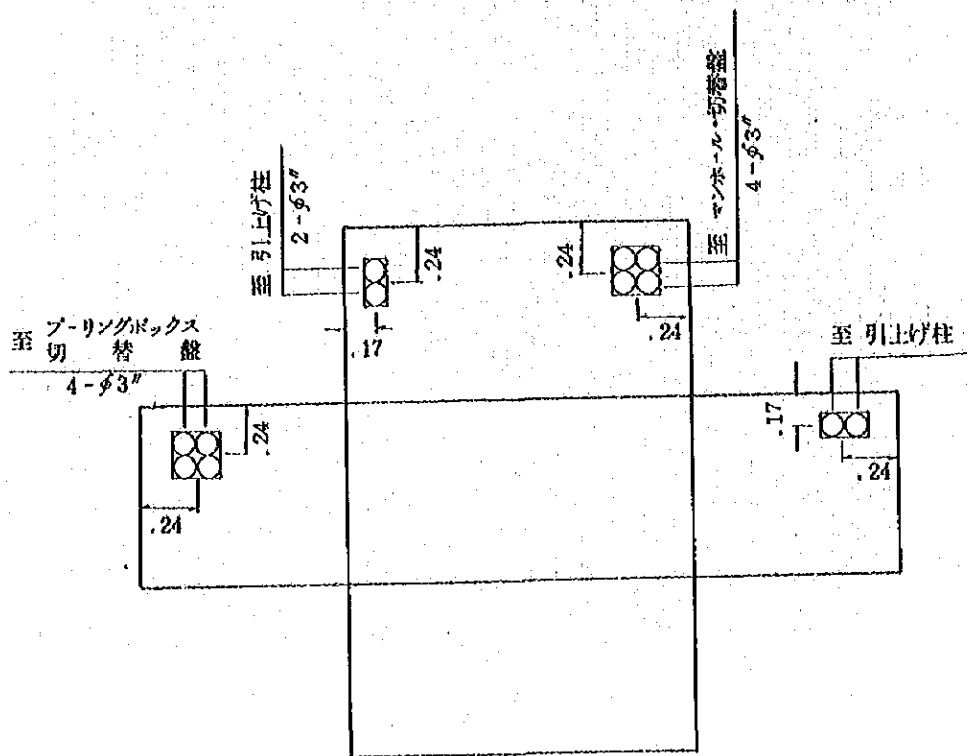 至 マンホール・切替盤
4-φ3"
至 引上げ柱
2-φ3"
.24
.24
.17
.24
至 プーリングボックス
切替盤
4-φ3"
至 引上げ柱
.24
.17
.24
.24